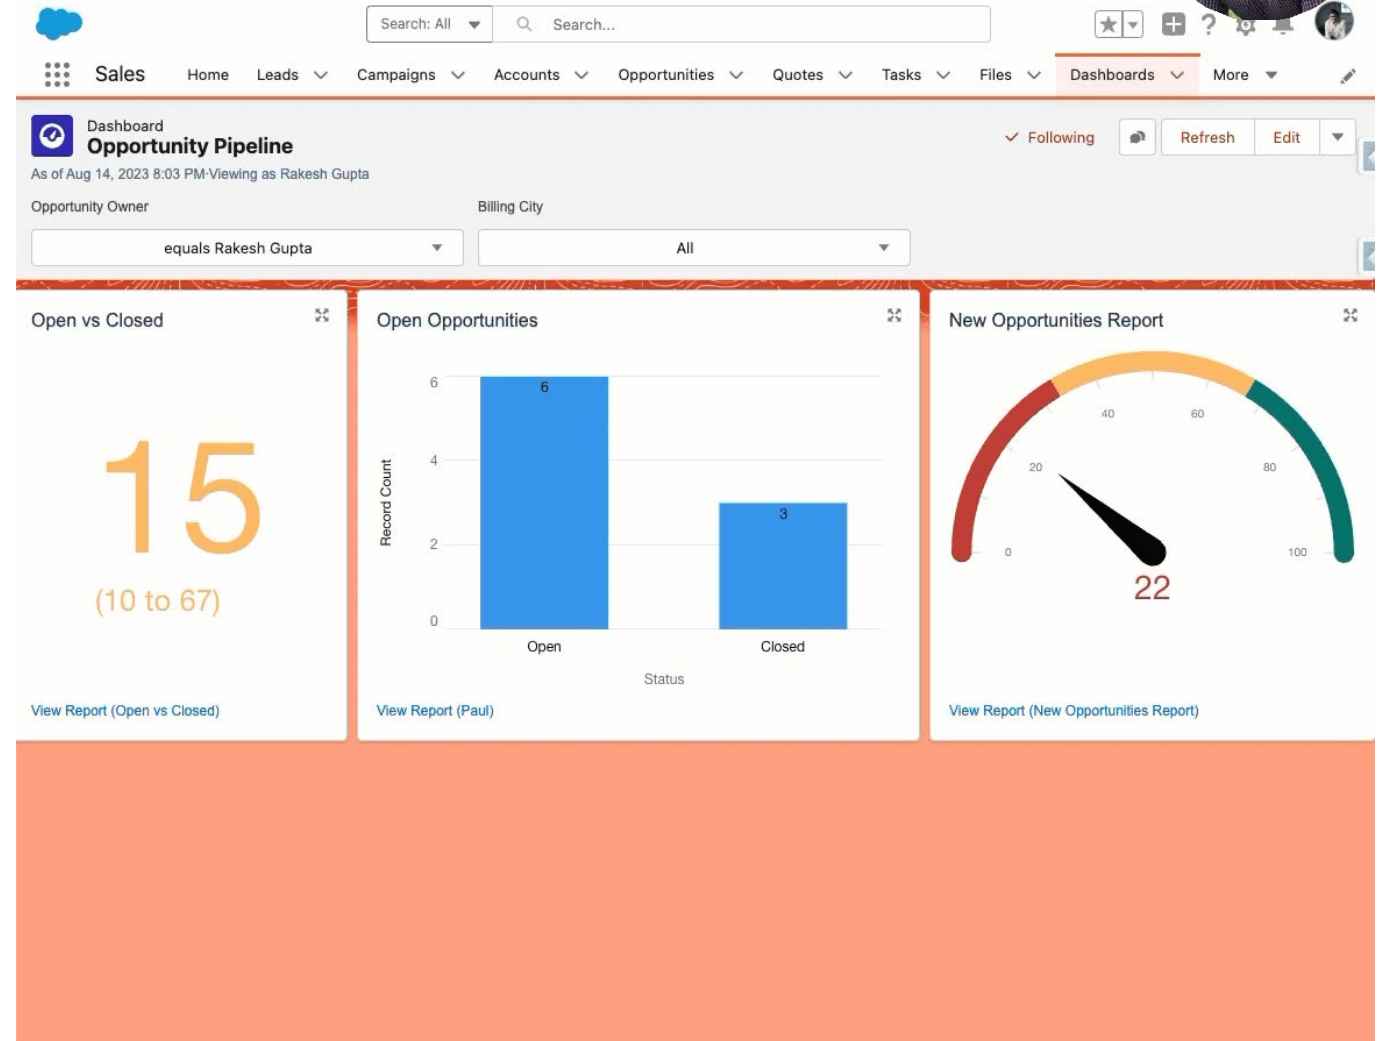 Search: All
Search...
Sales Home Leads Campaigns Accounts Opportunities Quotes Tasks Files Dashboards More
Dashboard
Opportunity Pipeline
As of Aug 14, 2023 8:03 PM·Viewing as Rakesh Gupta
Following
Refresh
Edit
Opportunity Owner
equals Rakesh Gupta
Billing City
All
Open vs Closed
15
(10 to 67)
View Report (Open vs Closed)
Open Opportunities
Record Count
6
4
2
0
6
3
Open
Closed
Status
View Report (Paul)
New Opportunities Report
0
20
40
60
80
100
22
View Report (New Opportunities Report)